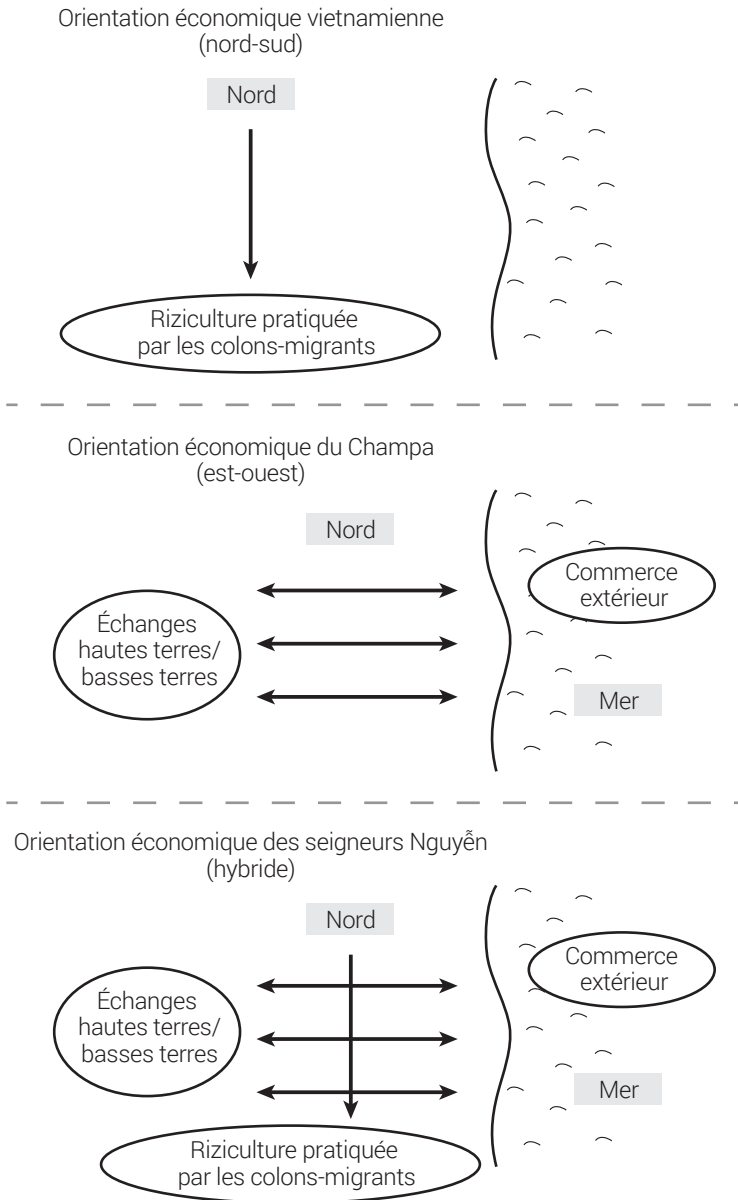 Orientation économique vietnamienne
(nord-sud)
Nord
Riziculture pratiquée
par les colons-migrants
Orientation économique du Champa
(est-ouest)
Nord
Commerce
extérieur
Échanges
hautes terres/
basses terres
Mer
Orientation économique des seigneurs Nguyễn
(hybride)
Nord
Commerce
extérieur
Échanges
hautes terres/
basses terres
Mer
Riziculture pratiquée
par les colons-migrants